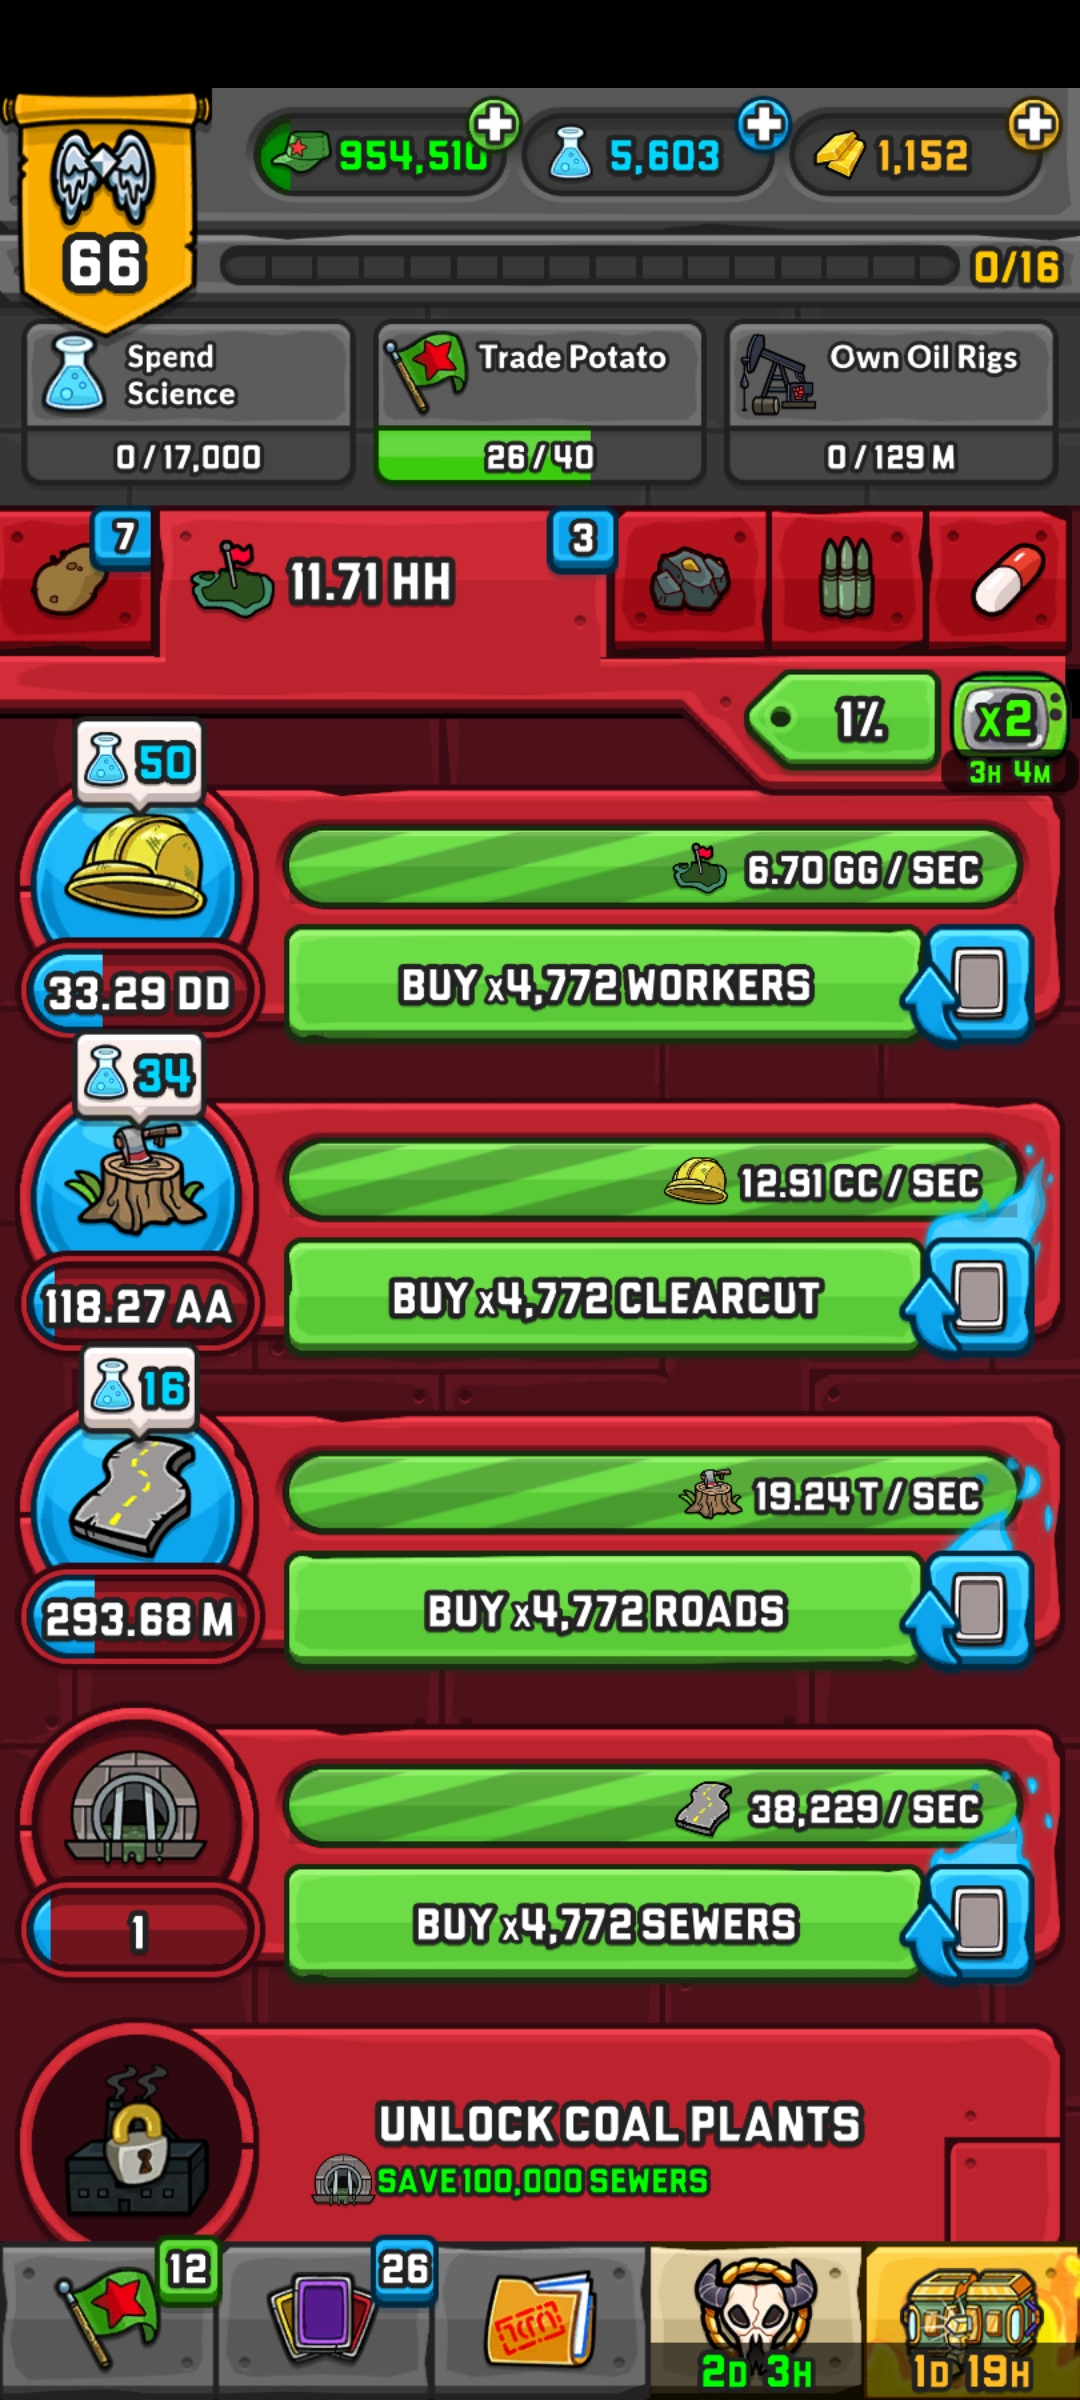 66
954,510
5,603
1,152
0/16
Spend
Science
0 / 17,000
Trade Potato
26 / 40
Own Oil Rigs
0 / 129 M
7
11.71 HH
3
1%
x2
3H 4M
50
6.70 GG / SEC
33.29 DD
BUY x4,772 WORKERS
34
12.91 CC / SEC
118.27 AA
BUY x4,772 CLEARCUT
16
19.24 T / SEC
293.68 M
BUY x4,772 ROADS
38,229 / SEC
1
BUY x4,772 SEWERS
UNLOCK COAL PLANTS
SAVE 100,000 SEWERS
12
26
2D 3H
1D 19H